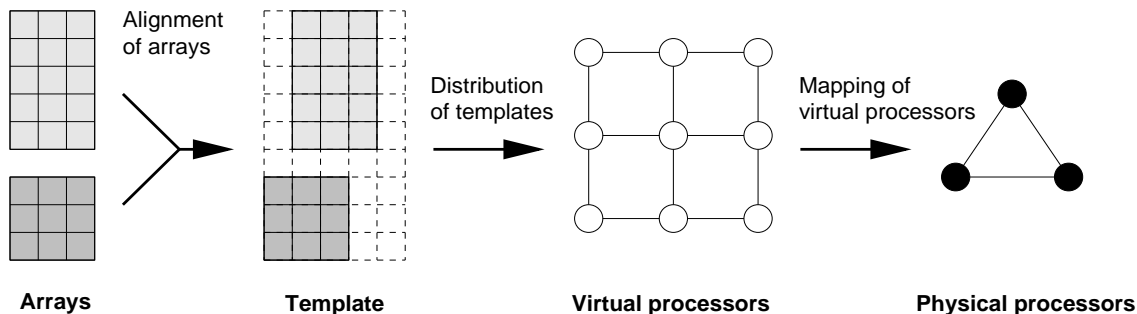 Alignment
of arrays
Distribution
of templates
Mapping of
virtual processors
Arrays
Template
Virtual processors
Physical processors